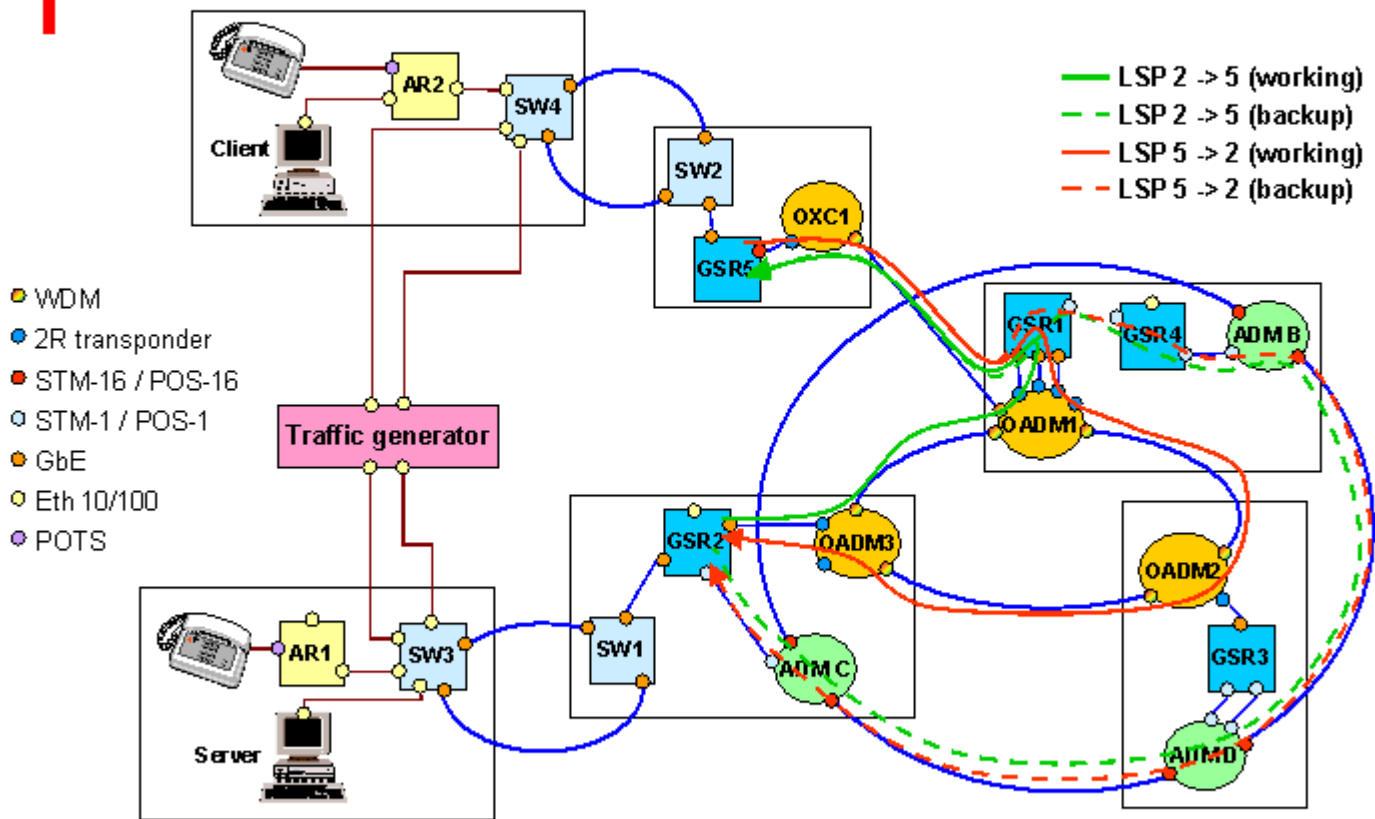 AR2
SW4
Client
LSP 2 -> 5 (working)
LSP 2 -> 5 (backup)
LSP 5 -> 2 (working)
LSP 5 -> 2 (backup)
SW2
OXC1
GSR5
WDM
2R transponder
STM-16 / POS-16
STM-1 / POS-1
GbE
Eth 10/100
POTS
GSR1
GSR4
ADM B
OADM1
Traffic generator
GSR2
OADM3
OADM2
SW1
ADM C
GSR3
ADM D
AR1
SW3
Server